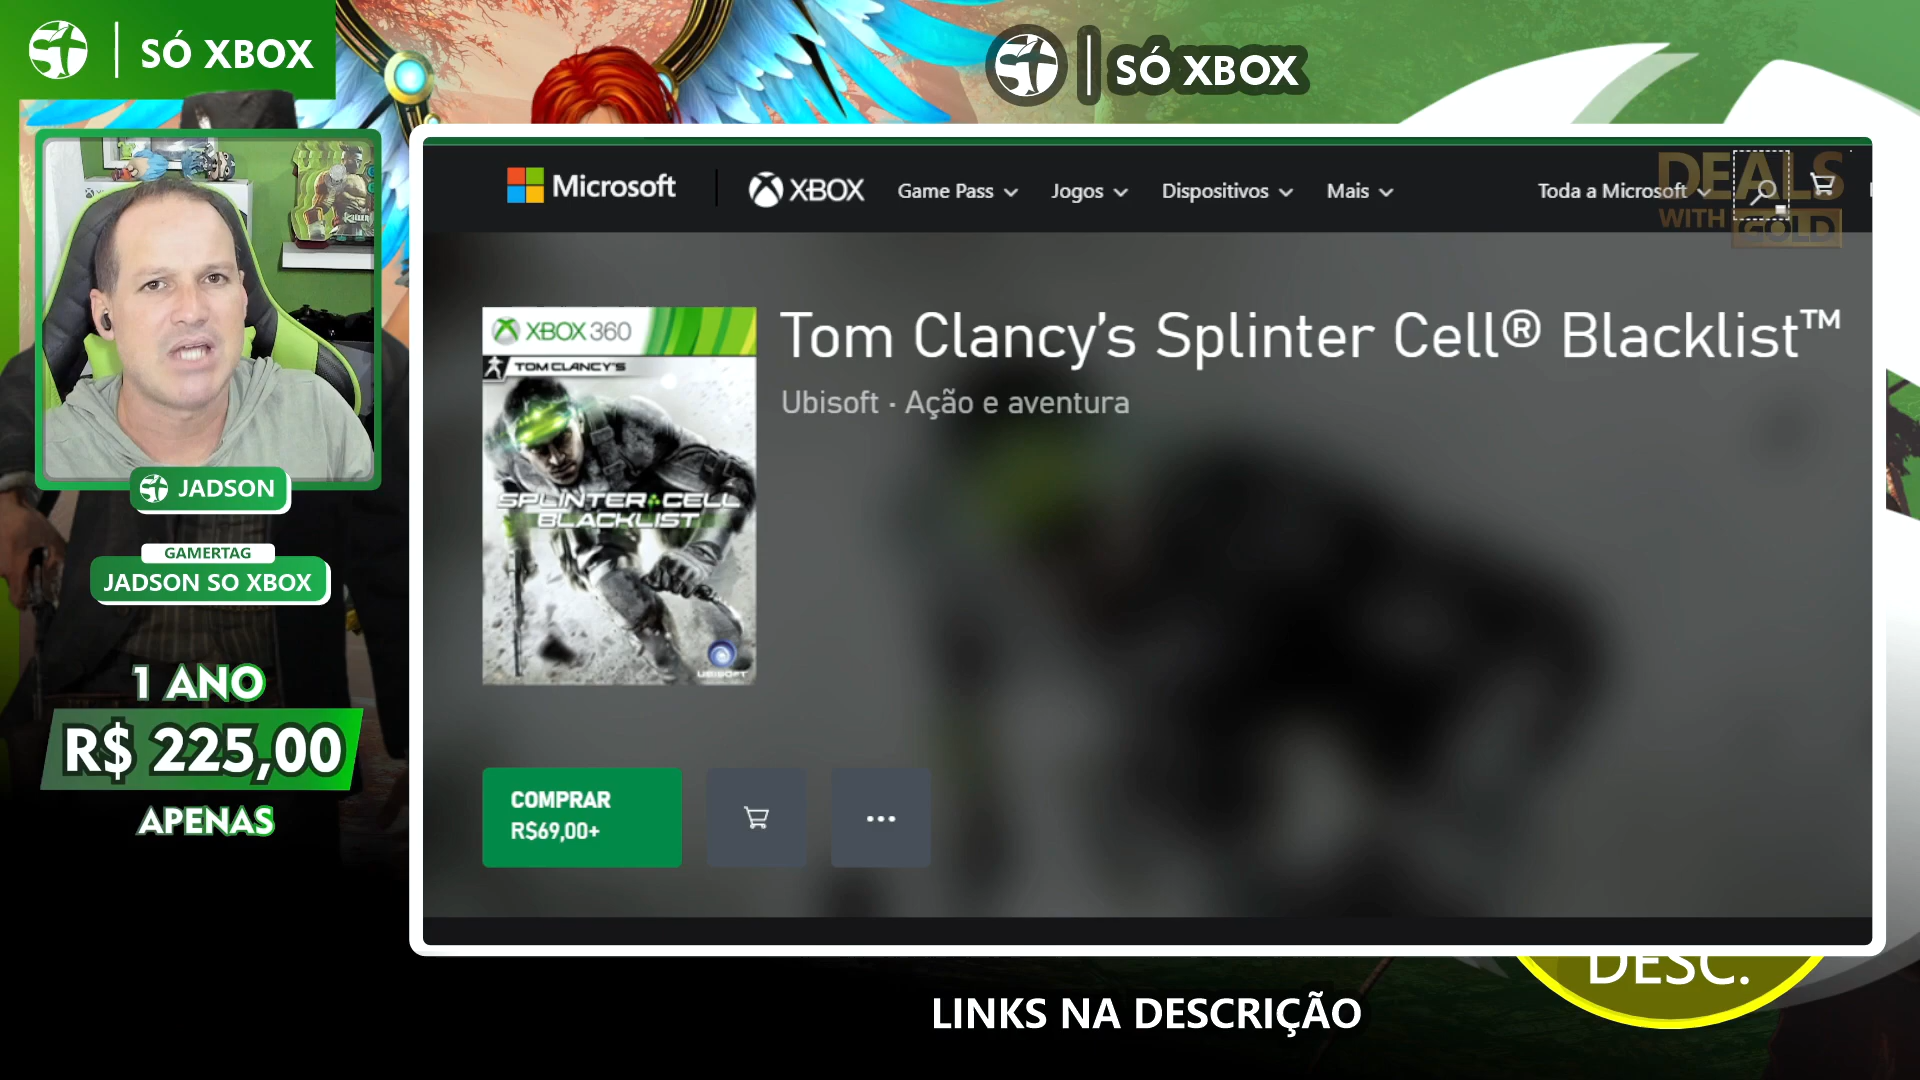 SÓ XBOX
SÓ XBOX
Microsoft
XBOX
Game Pass
Jogos
Dispositivos
Mais
Toda a Microsoft
DEALS
WITH GOLD
XBOX 360
TOM CLANCY'S
SPLINTER CELL
BLACKLIST
UBISOFT
Tom Clancy's Splinter Cell® Blacklist™
Ubisoft · Ação e aventura
COMPRAR
R$69,00+
JADSON
GAMERTAG
JADSON SO XBOX
1 ANO
R$ 225,00
APENAS
DESC.
LINKS NA DESCRIÇÃO